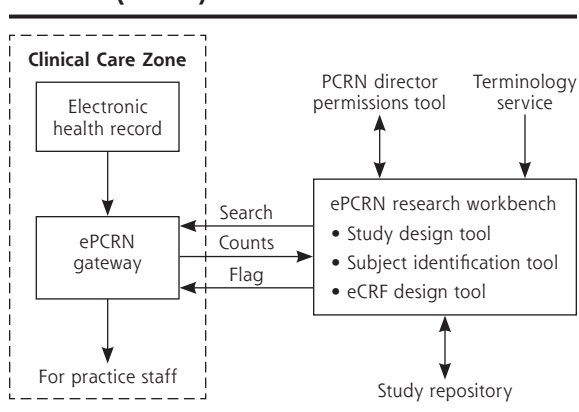 Clinical Care Zone
Electronic
health record
ePCRN
gateway
For practice staff
Search
Counts
Flag
PCRN director
permissions tool
Terminology
service
ePCRN research workbench
• Study design tool
• Subject identification tool
• eCRF design tool
Study repository